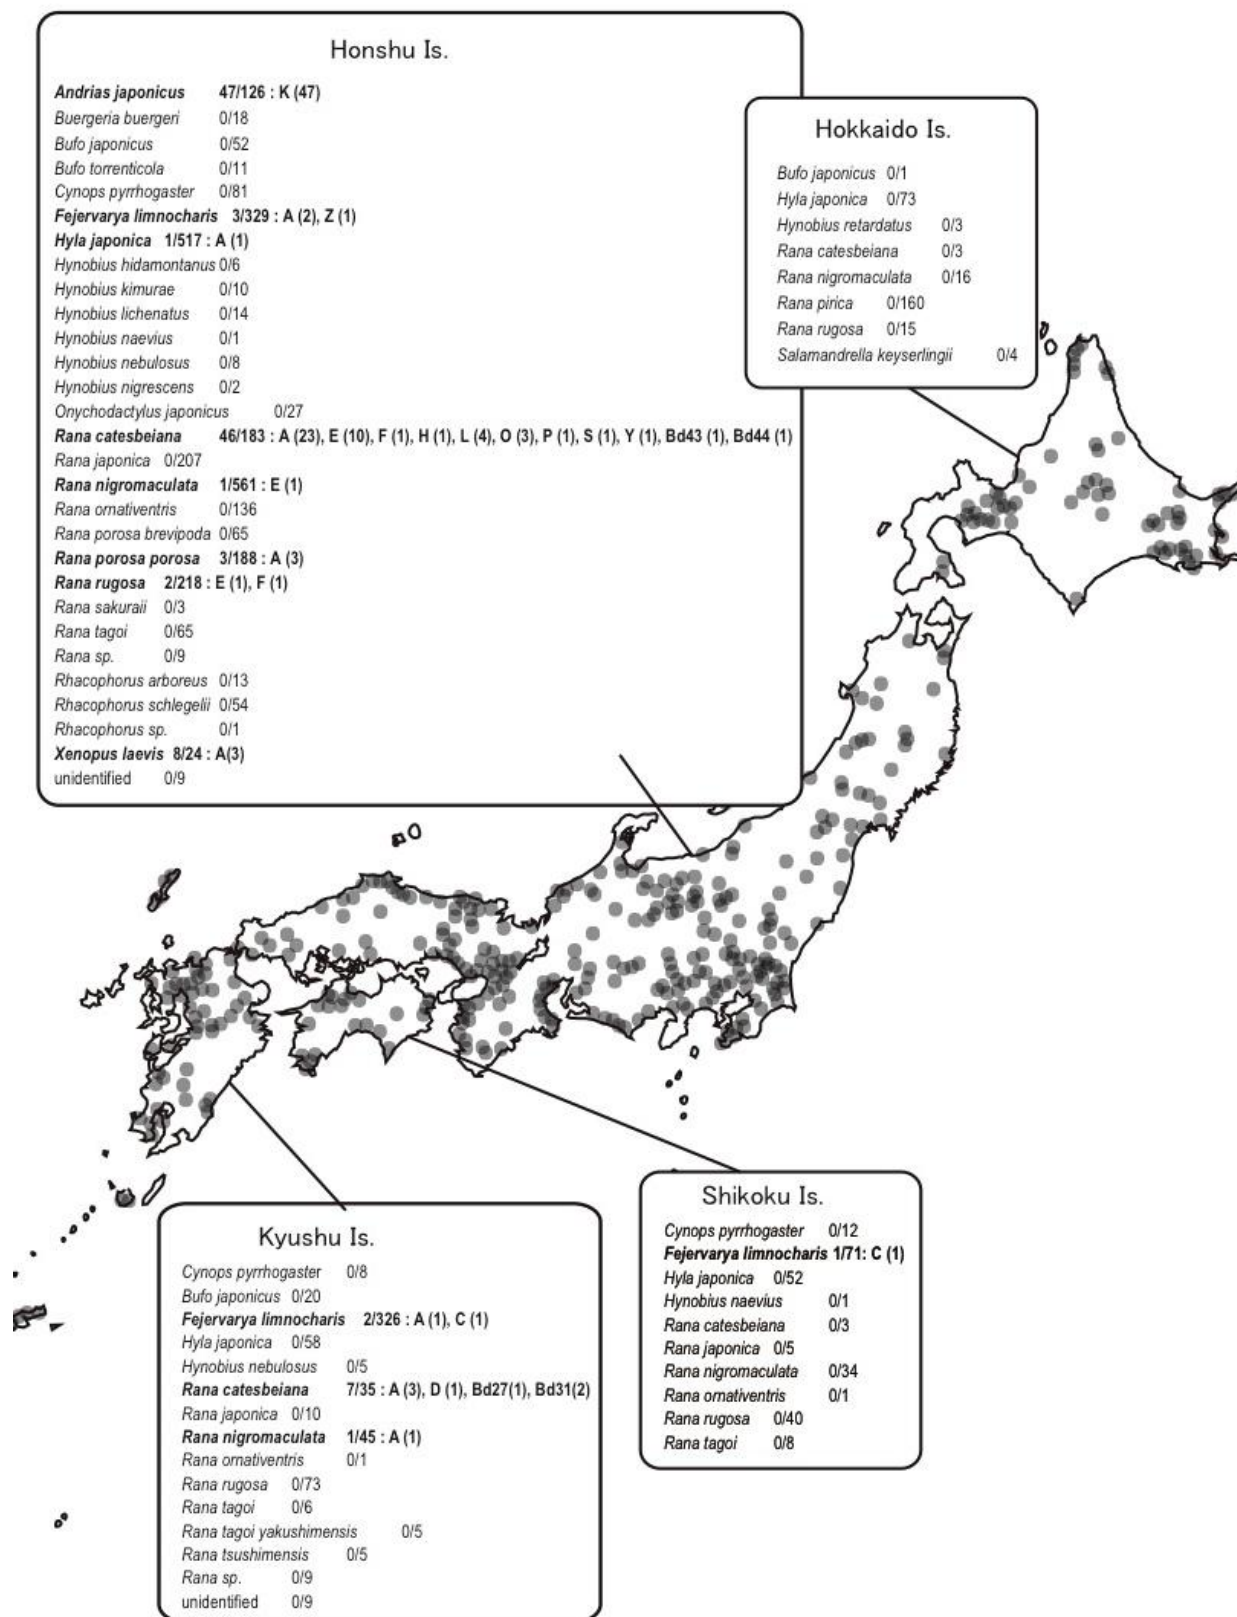 Honshu Is.
Andrias japonicus 47/126 : K (47)
Buergeria buergeri 0/18
Bufo japonicus 0/52
Bufo torrenticola 0/11
Cynops pyrrhogaster 0/81
Fejervarya limnocharis 3/329 : A (2), Z (1)
Hyla japonica 1/517 : A (1)
Hynobius hidamontanus 0/6
Hynobius kimurae 0/10
Hynobius lichenatus 0/14
Hynobius naevius 0/1
Hynobius nebulosus 0/8
Hynobius nigrescens 0/2
Onychodactylus japonicus 0/27
Rana catesbeiana 46/183 : A (23), E (10), F (1), H (1), L (4), O (3), P (1), S (1), Y (1), Bd43 (1), Bd44 (1)
Rana japonica 0/207
Rana nigromaculata 1/561 : E (1)
Rana ornativentris 0/136
Rana porosa brevipoda 0/65
Rana porosa porosa 3/188 : A (3)
Rana rugosa 2/218 : E (1), F (1)
Rana sakuraii 0/3
Rana tagoi 0/65
Rana sp. 0/9
Rhacophorus arboreus 0/13
Rhacophorus schlegelii 0/54
Rhacophorus sp. 0/1
Xenopus laevis 8/24 : A(3)
unidentified 0/9
Hokkaido Is.
Bufo japonicus 0/1
Hyla japonica 0/73
Hynobius retardatus 0/3
Rana catesbeiana 0/3
Rana nigromaculata 0/16
Rana pirica 0/160
Rana rugosa 0/15
Salamandrella keyserlingii 0/4
Kyushu Is.
Cynops pyrrhogaster 0/8
Bufo japonicus 0/20
Fejervarya limnocharis 2/326 : A (1), C (1)
Hyla japonica 0/58
Hynobius nebulosus 0/5
Rana catesbeiana 7/35 : A (3), D (1), Bd27(1), Bd31(2)
Rana japonica 0/10
Rana nigromaculata 1/45 : A (1)
Rana ornativentris 0/1
Rana rugosa 0/73
Rana tagoi 0/6
Rana tagoi yakushimensis 0/5
Rana tsushimensis 0/5
Rana sp. 0/9
unidentified 0/9
Shikoku Is.
Cynops pyrrhogaster 0/12
Fejervarya limnocharis 1/71: C (1)
Hyla japonica 0/52
Hynobius naevius 0/1
Rana catesbeiana 0/3
Rana japonica 0/5
Rana nigromaculata 0/34
Rana ornativentris 0/1
Rana rugosa 0/40
Rana tagoi 0/8